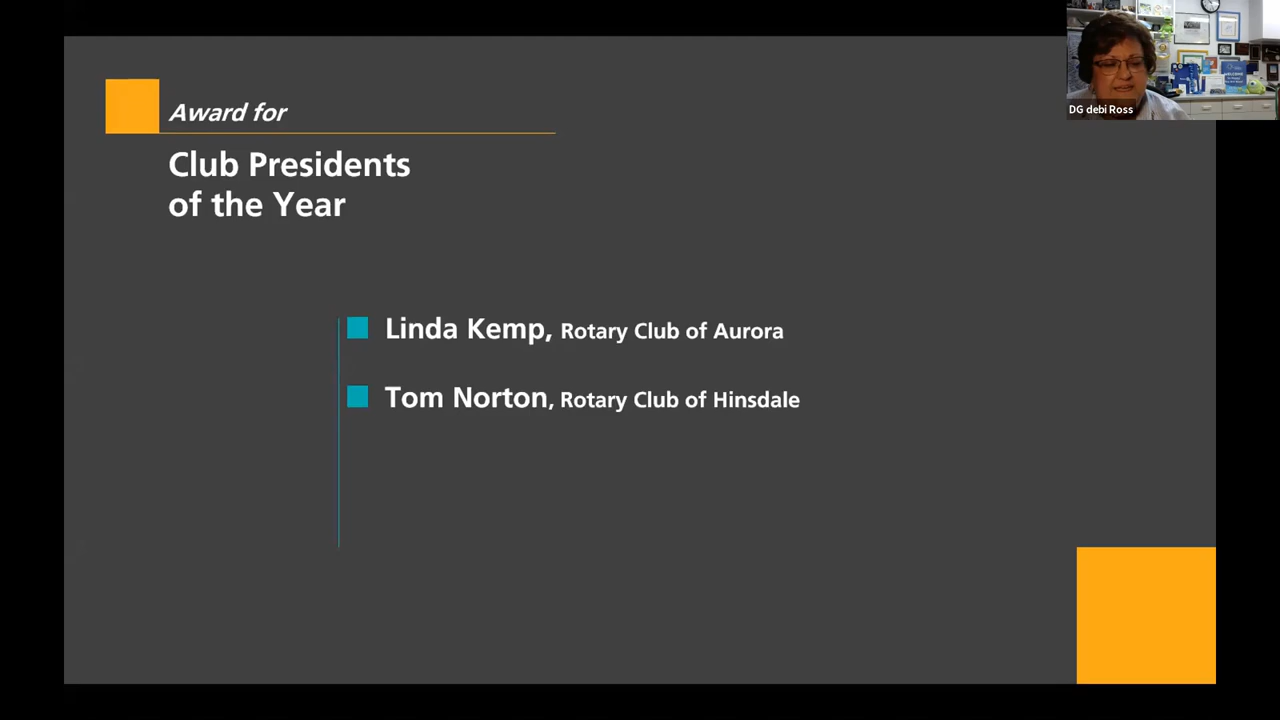 Award for
Club Presidents
of the Year
Linda Kemp, Rotary Club of Aurora
Tom Norton, Rotary Club of Hinsdale
DG debi Ross